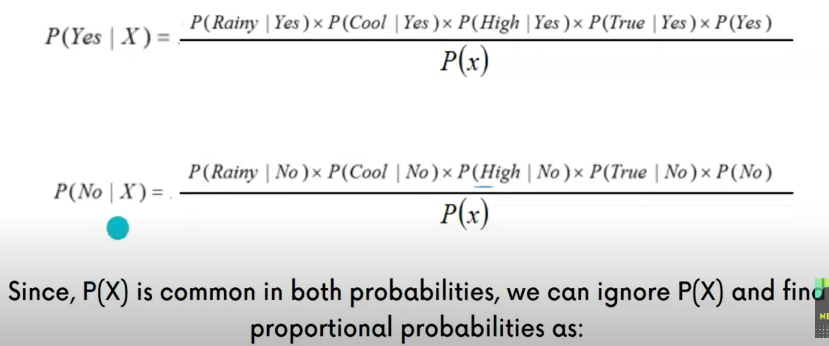 P(Yes | X) = P(Rainy | Yes) × P(Cool | Yes) × P(High | Yes) × P(True | Yes) × P(Yes)
P(x)
P(No | X) = P(Rainy | No) × P(Cool | No) × P(High | No) × P(True | No) × P(No)
P(x)
Since, P(X) is common in both probabilities, we can ignore P(X) and find
proportional probabilities as: